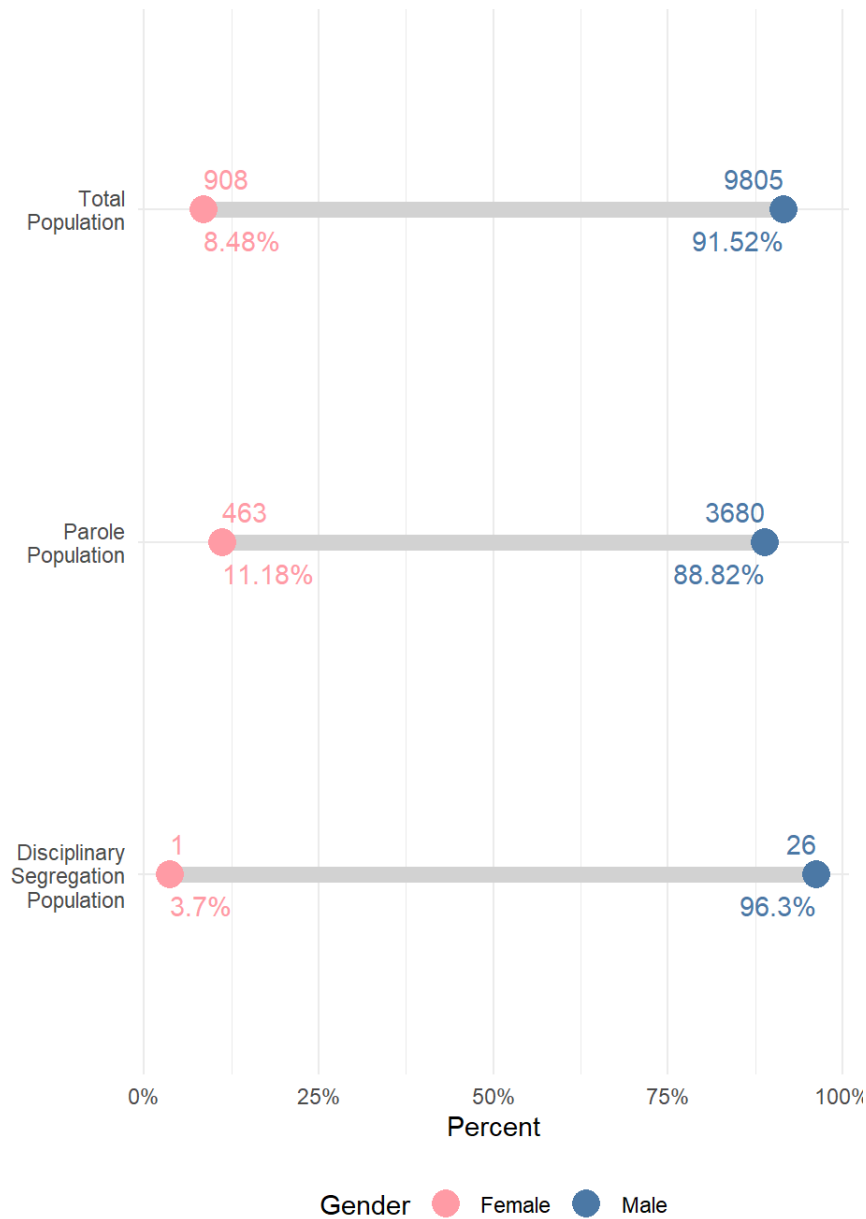 908
9805
Total
Population
8.48%
91.52%
463
3680
Parole
Population
11.18%
88.82%
1
26
Disciplinary
Segregation
Population
3.7%
96.3%
0%
25%
50%
75%
100%
Percent
Gender
Female
Male